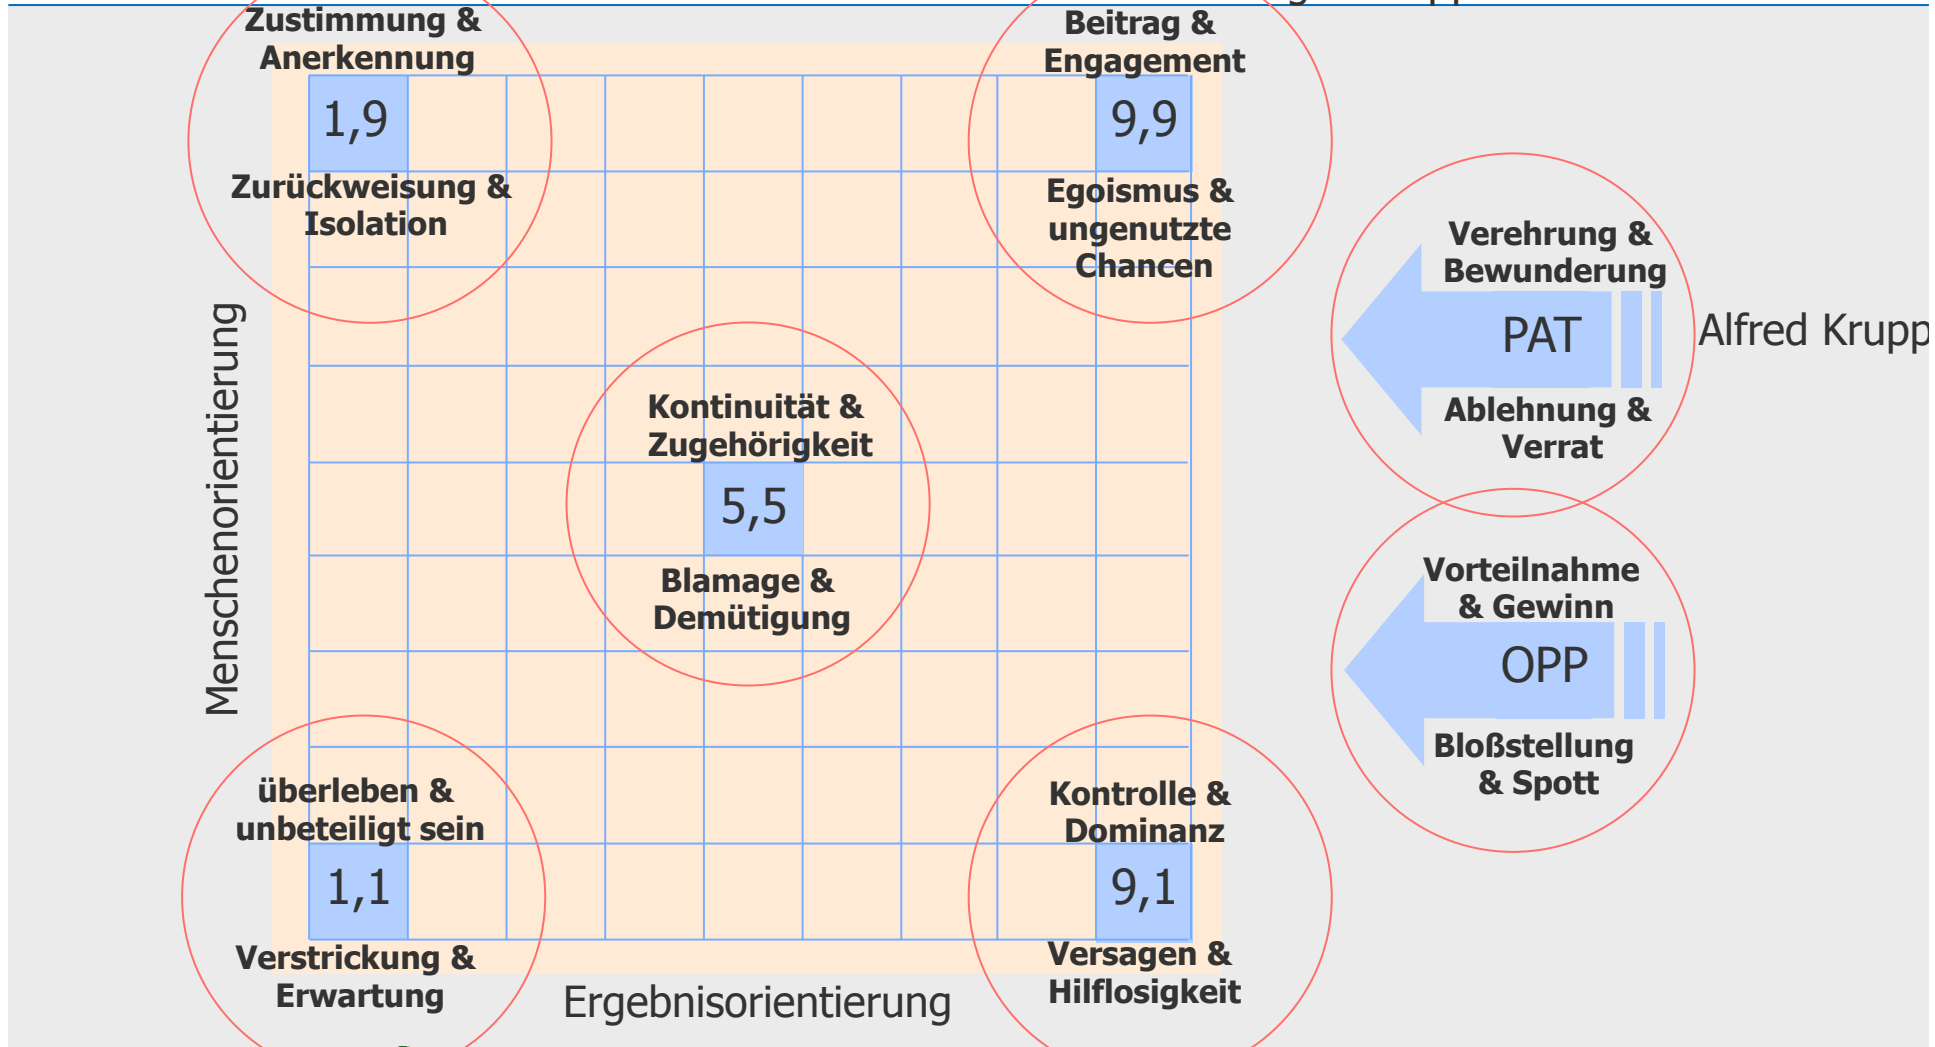 Zustimmung &
Anerkennung
1,9
Zurückweisung &
Isolation
Beitrag &
Engagement
9,9
Egoismus &
ungenutzte
Chancen
Verehrung &
Bewunderung
PAT
Ablehnung &
Verrat
Alfred Krupp
Menschenorientierung
Kontinuität &
Zugehörigkeit
5,5
Blamage &
Demütigung
Vorteilnahme
& Gewinn
OPP
Bloßstellung
& Spott
überleben &
unbeteiligt sein
1,1
Verstrickung &
Erwartung
Kontrolle &
Dominanz
9,1
Versagen &
Hilflosigkeit
Ergebnisorientierung